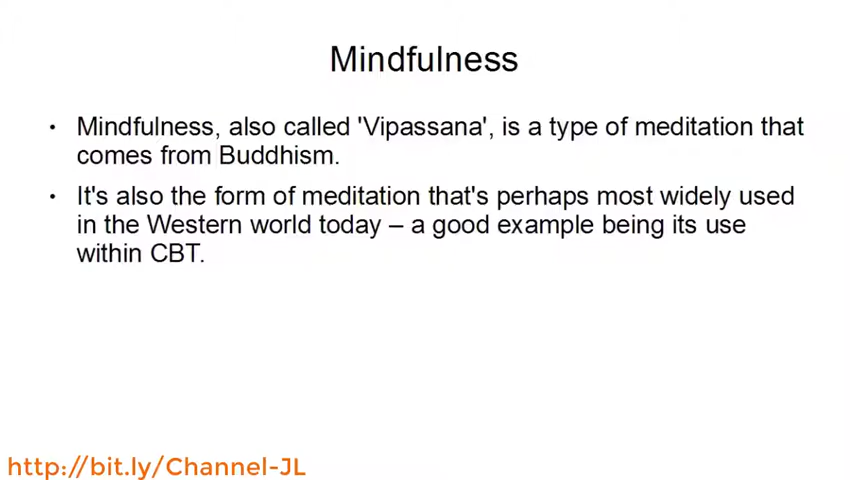 Mindfulness
• Mindfulness, also called 'Vipassana', is a type of meditation that
comes from Buddhism.
• It's also the form of meditation that's perhaps most widely used
in the Western world today – a good example being its use
within CBT.
http://bit.ly/Channel-JL